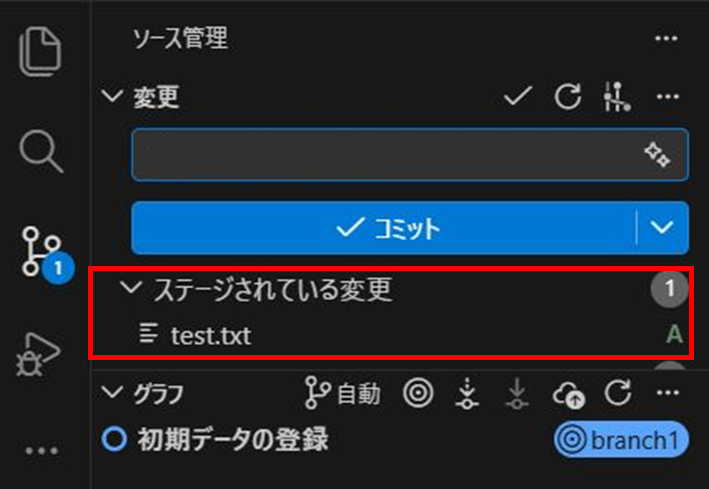 ソース管理
変更
コミット
1
ステージされている変更 1
test.txt A
グラフ 自動
初期データの登録 branch1